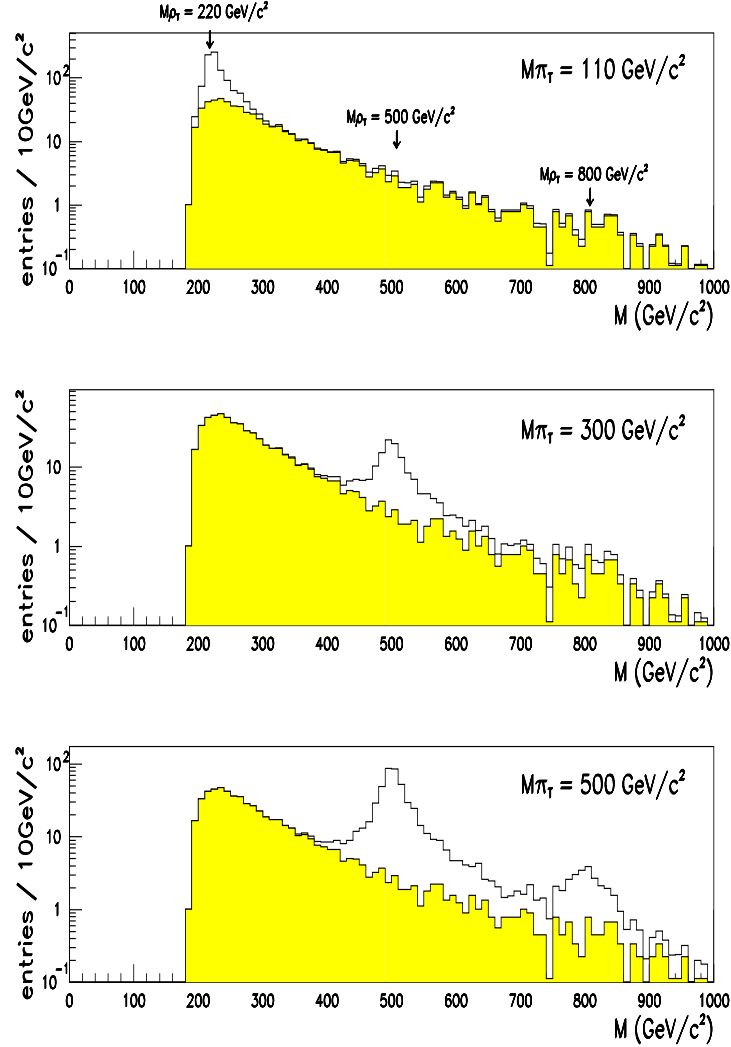 Mρ_T = 220 GeV/c²
Mπ_T = 110 GeV/c²
Mρ_T = 500 GeV/c²
Mρ_T = 800 GeV/c²
entries / 10GeV/c²
10²
10
1
10⁻¹
0 100 200 300 400 500 600 700 800 900 1000
M (GeV/c²)
Mπ_T = 300 GeV/c²
entries / 10GeV/c²
10
1
10⁻¹
0 100 200 300 400 500 600 700 800 900 1000
M (GeV/c²)
Mπ_T = 500 GeV/c²
entries / 10GeV/c²
10²
10
1
10⁻¹
0 100 200 300 400 500 600 700 800 900 1000
M (GeV/c²)